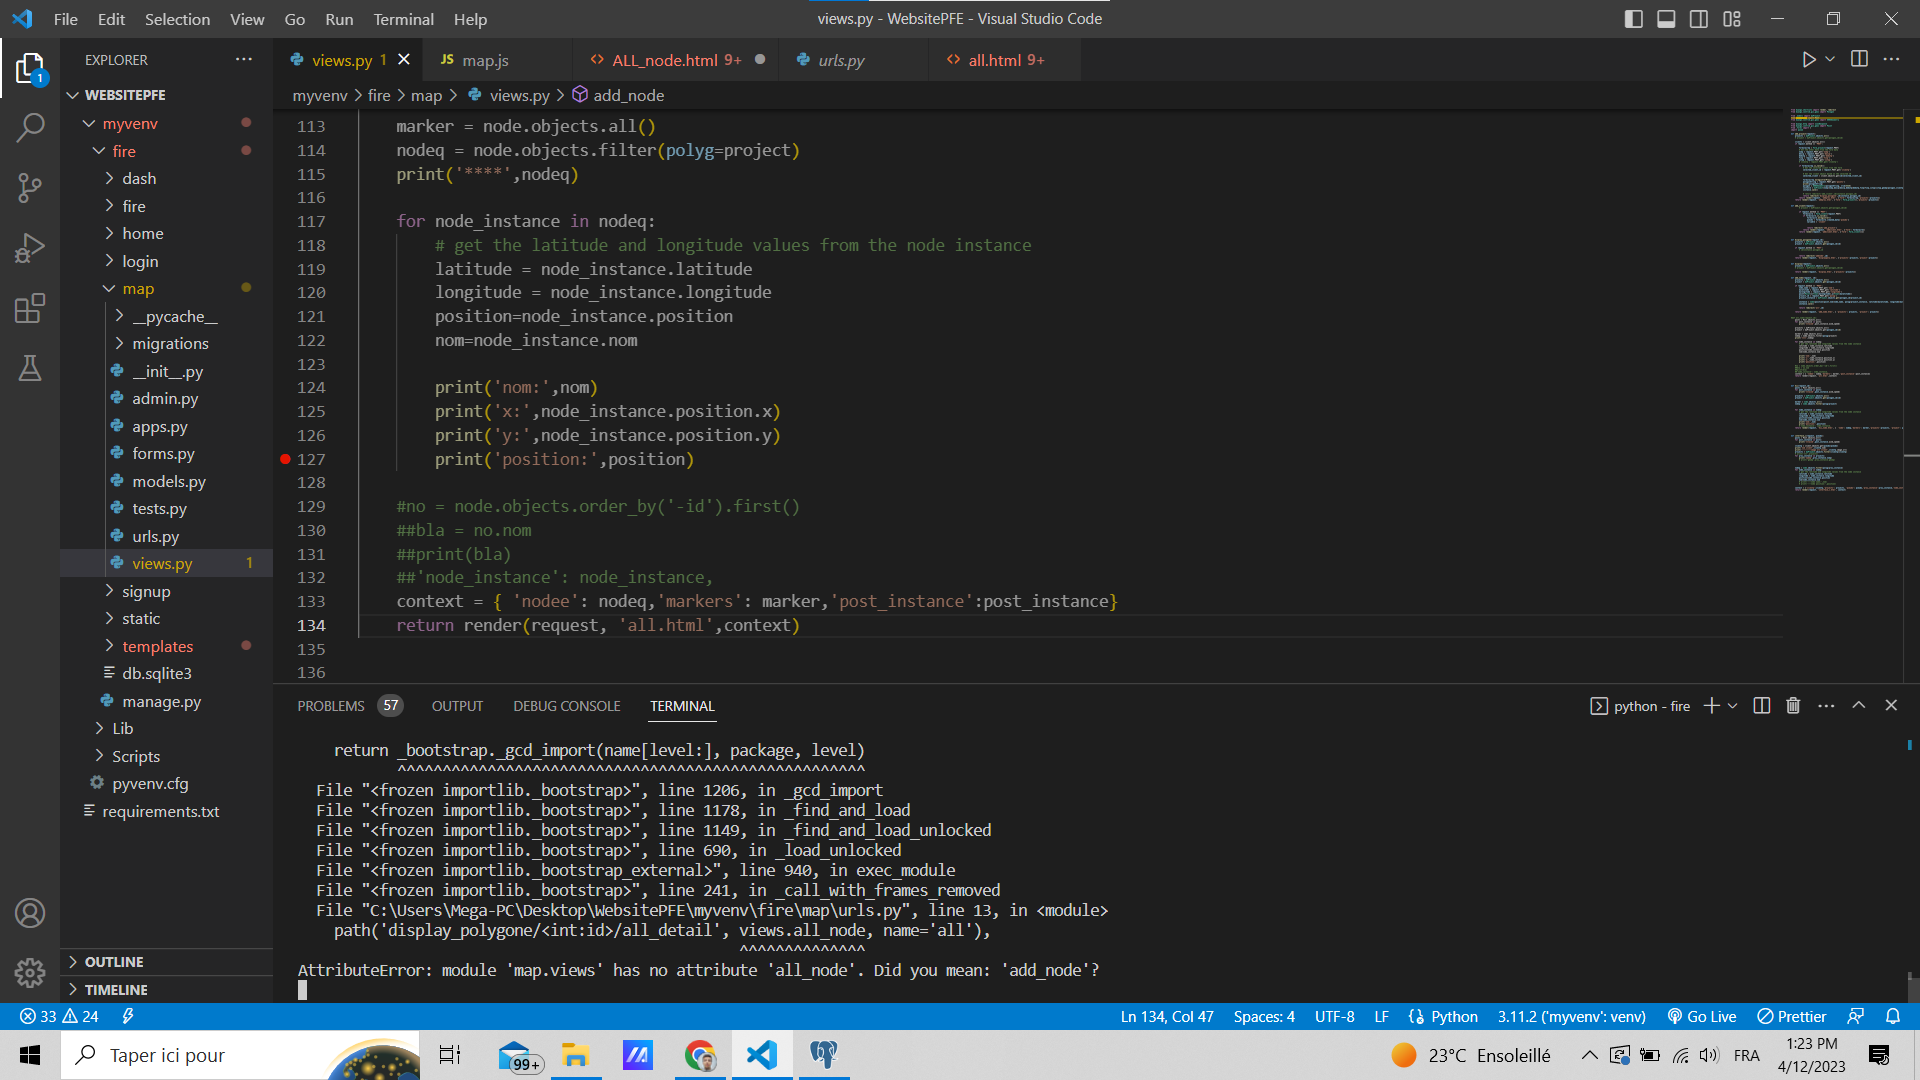 File Edit Selection View Go Run Terminal Help
views.py - WebsitePFE - Visual Studio Code
EXPLORER
views.py 1
JS map.js
ALL_node.html 9+
urls.py
all.html 9+
myvenv > fire > map > views.py > add_node
WEBSITEPFE
myvenv
fire
dash
fire
home
login
map
__pycache__
migrations
__init__.py
admin.py
apps.py
forms.py
models.py
tests.py
urls.py
views.py 1
signup
static
templates
db.sqlite3
manage.py
Lib
Scripts
pyvenv.cfg
requirements.txt
OUTLINE
TIMELINE
1
113 marker = node.objects.all()
114 nodeq = node.objects.filter(polyg=project)
115 print('****',nodeq)
116
117 for node_instance in nodeq:
118 # get the latitude and longitude values from the node instance
119 latitude = node_instance.latitude
120 longitude = node_instance.longitude
121 position=node_instance.position
122 nom=node_instance.nom
123
124 print('nom:',nom)
125 print('x:',node_instance.position.x)
126 print('y:',node_instance.position.y)
127 print('position:',position)
128
129 #no = node.objects.order_by('-id').first()
130 ##bla = no.nom
131 ##print(bla)
132 ##'node_instance': node_instance,
133 context = { 'nodee': nodeq,'markers': marker,'post_instance':post_instance}
134 return render(request, 'all.html',context)
135
136
PROBLEMS 57 OUTPUT DEBUG CONSOLE TERMINAL
python - fire
return _bootstrap._gcd_import(name[level:], package, level)
^^^^^^^^^^^^^^^^^^^^^^^^^^^^^^^^^^^^^^^^^^^^^^^^^^^^
File "<frozen importlib._bootstrap>", line 1206, in _gcd_import
File "<frozen importlib._bootstrap>", line 1178, in _find_and_load
File "<frozen importlib._bootstrap>", line 1149, in _find_and_load_unlocked
File "<frozen importlib._bootstrap>", line 690, in _load_unlocked
File "<frozen importlib._bootstrap_external>", line 940, in exec_module
File "<frozen importlib._bootstrap>", line 241, in _call_with_frames_removed
File "C:\Users\Mega-PC\Desktop\WebsitePFE\myvenv\fire\map\urls.py", line 13, in <module>
path('display_polygone/<int:id>/all_detail', views.all_node, name='all'),
^^^^^^^^^^^^^^
AttributeError: module 'map.views' has no attribute 'all_node'. Did you mean: 'add_node'?
33 24
Ln 134, Col 47 Spaces: 4 UTF-8 LF Python 3.11.2 ('myvenv': venv) Go Live Prettier
Taper ici pour
99+
23°C Ensoleillé
FRA
1:23 PM
4/12/2023